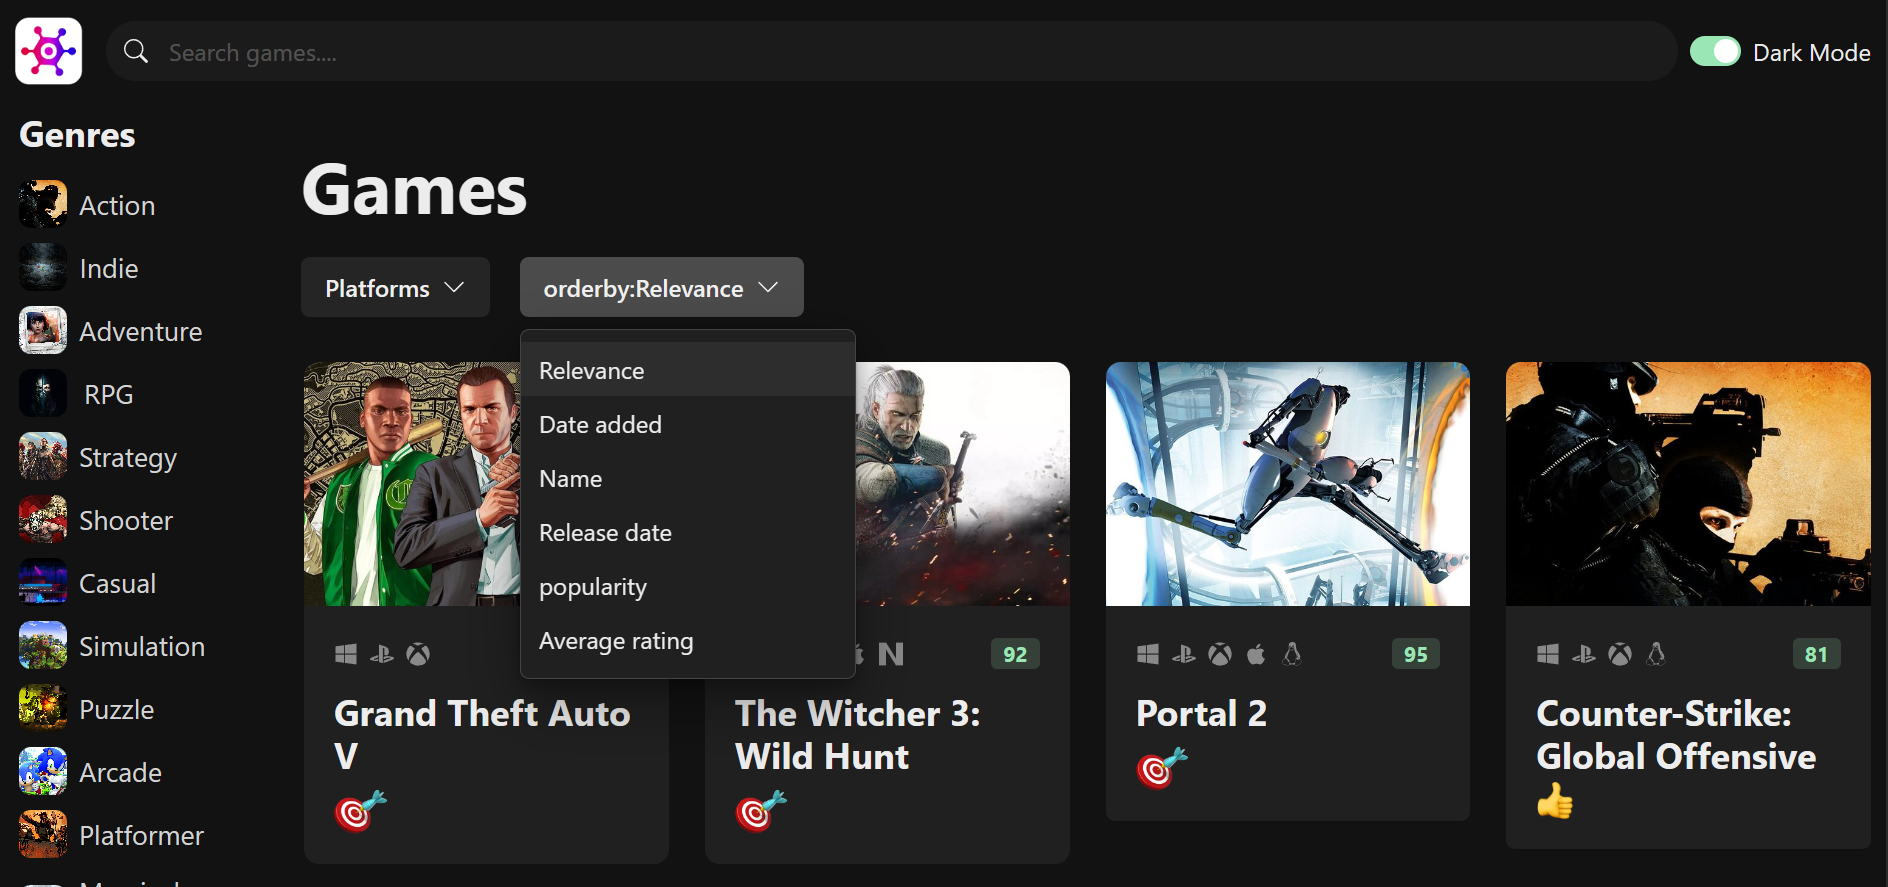 Search games....
Dark Mode
Genres
Action
Indie
Adventure
RPG
Strategy
Shooter
Casual
Simulation
Puzzle
Arcade
Platformer
Games
Platforms
orderby:Relevance
Relevance
Date added
Name
Release date
popularity
Average rating
Grand Theft Auto
V
92
The Witcher 3:
Wild Hunt
95
Portal 2
81
Counter-Strike:
Global Offensive